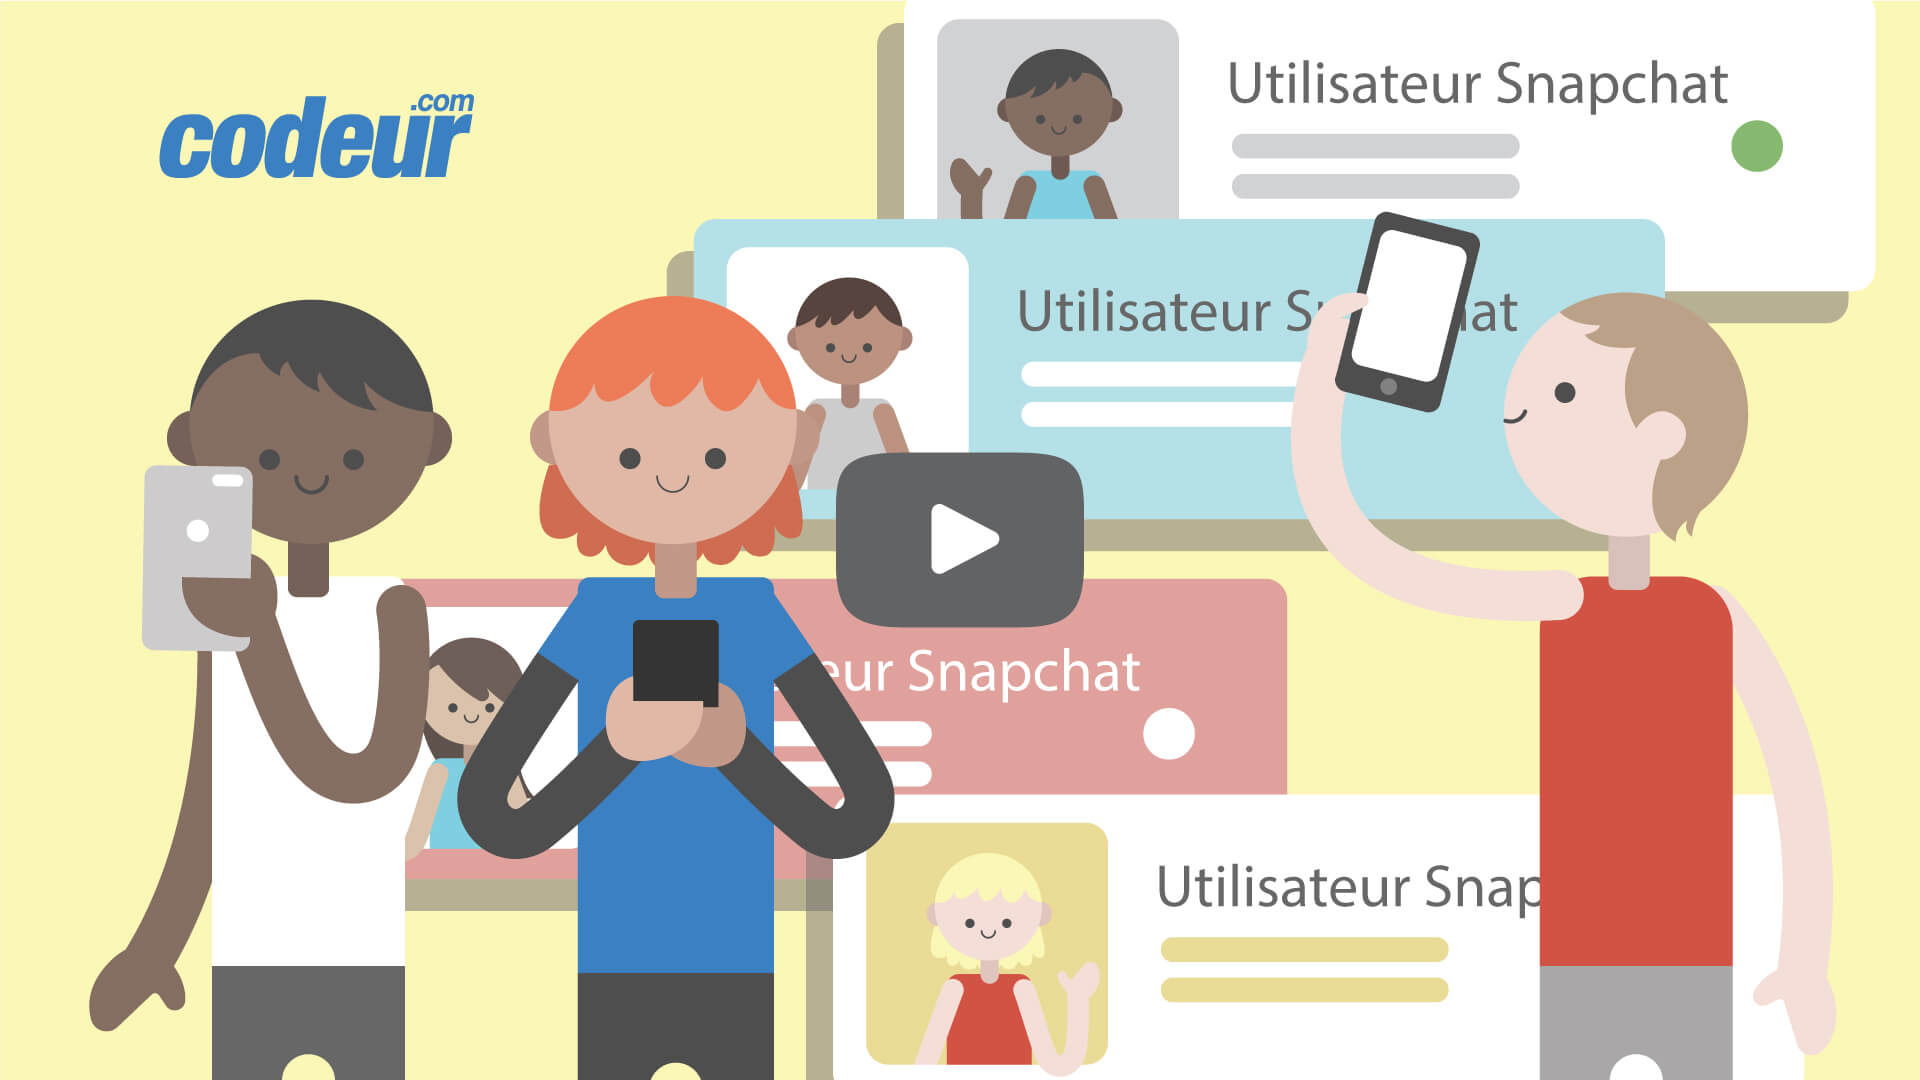 codeur.com
Utilisateur Snapchat
Utilisateur S at
eur Snapchat
Utilisateur Snap